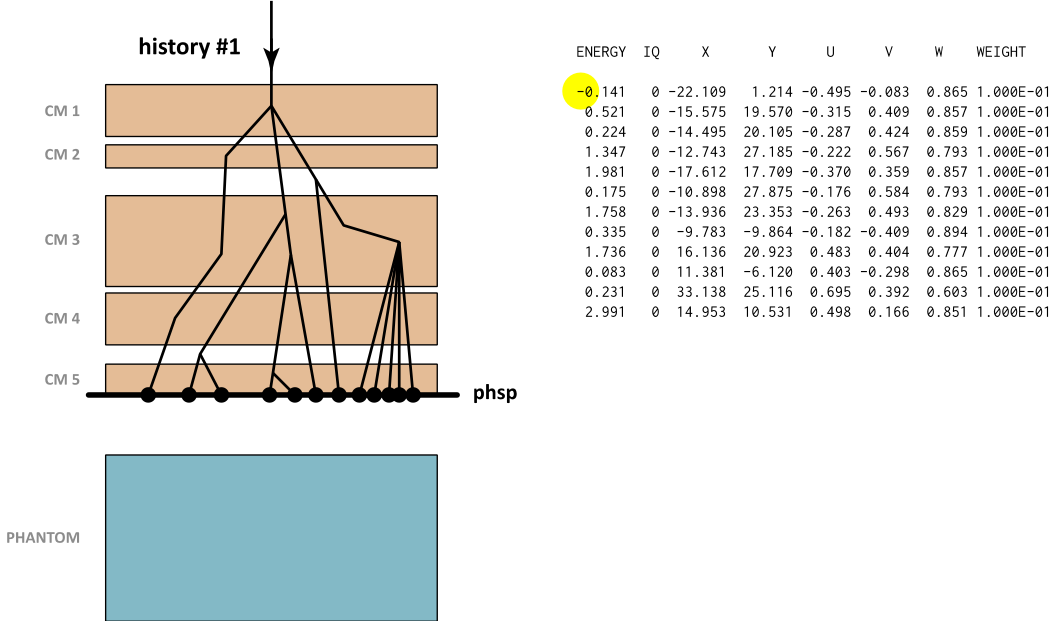 history #1
CM 1
CM 2
CM 3
CM 4
CM 5
phsp
PHANTOM
ENERGY IQ X Y U V W WEIGHT
-0.141 0 -22.109 1.214 -0.495 -0.083 0.865 1.000E-01
0.521 0 -15.575 19.570 -0.315 0.409 0.857 1.000E-01
0.224 0 -14.495 20.105 -0.287 0.424 0.859 1.000E-01
1.347 0 -12.743 27.185 -0.222 0.567 0.793 1.000E-01
1.981 0 -17.612 17.709 -0.370 0.359 0.857 1.000E-01
0.175 0 -10.898 27.875 -0.176 0.584 0.793 1.000E-01
1.758 0 -13.936 23.353 -0.263 0.493 0.829 1.000E-01
0.335 0 -9.783 -9.864 -0.182 -0.409 0.894 1.000E-01
1.736 0 16.136 20.923 0.483 0.404 0.777 1.000E-01
0.083 0 11.381 -6.120 0.403 -0.298 0.865 1.000E-01
0.231 0 33.138 25.116 0.695 0.392 0.603 1.000E-01
2.991 0 14.953 10.531 0.498 0.166 0.851 1.000E-01